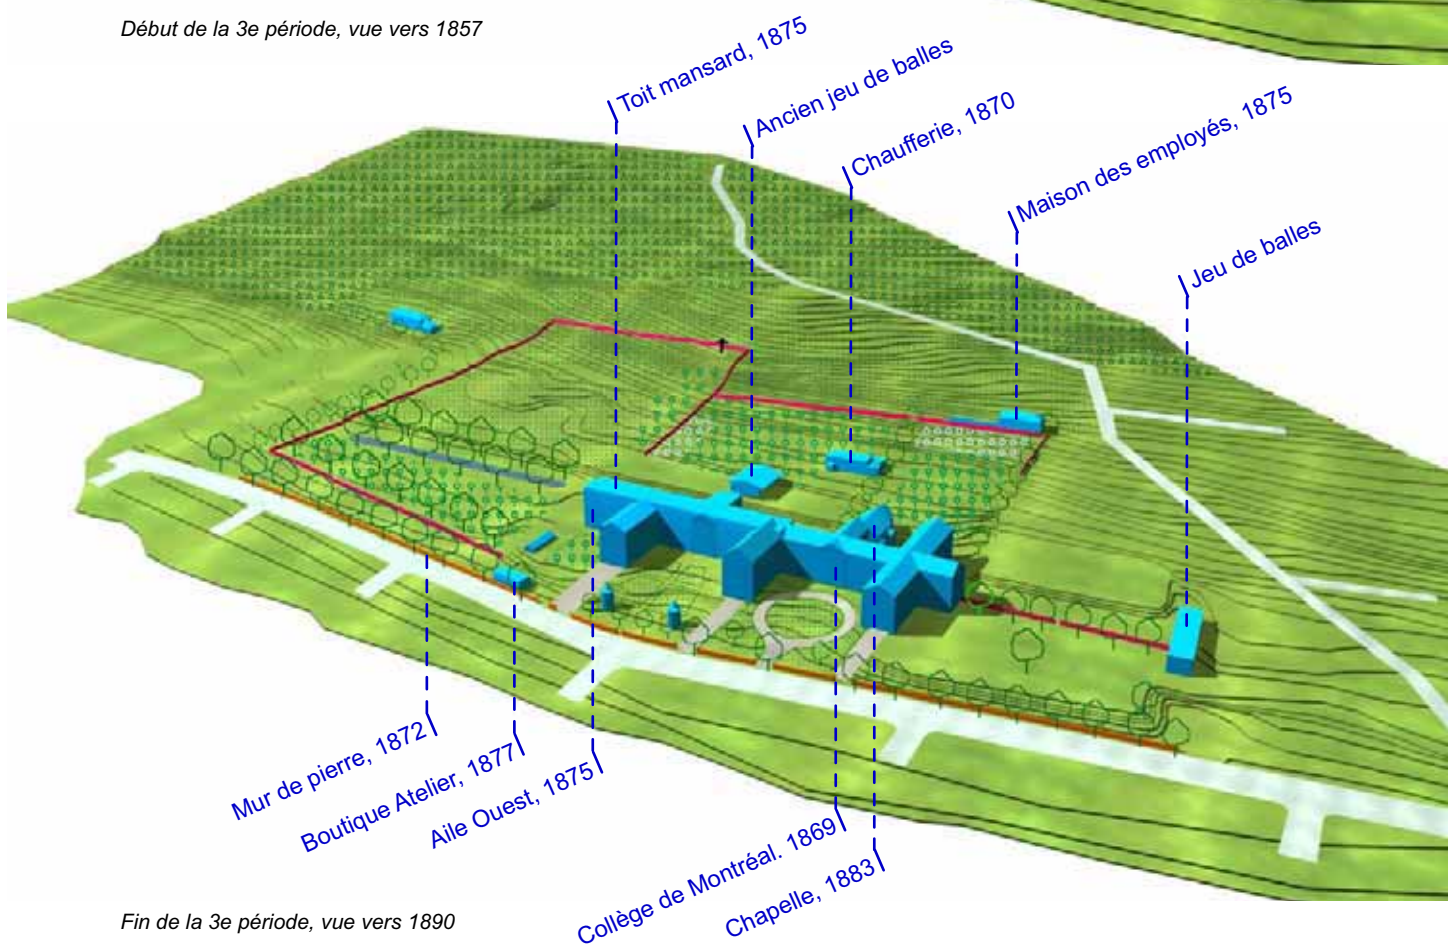 Début de la 3e période, vue vers 1857
Toit mansard, 1875
Ancien jeu de balles
Chaufferie, 1870
Maison des employés, 1875
Jeu de balles
Mur de pierre, 1872
Boutique Atelier, 1877
Aile Ouest, 1875
Collège de Montréal. 1869
Chapelle, 1883
Fin de la 3e période, vue vers 1890